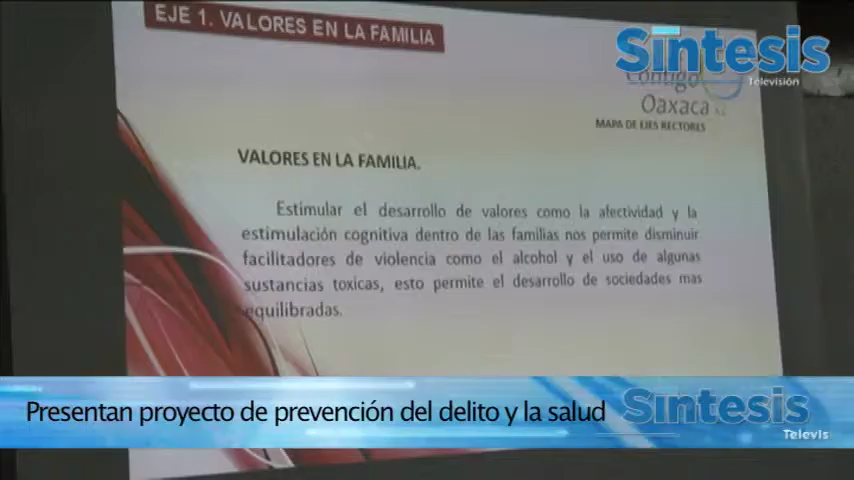 EJE 1. VALORES EN LA FAMILIA
Síntesis
Televisión
Contigo
Oaxaca
MAPA DE EJES RECTORES
VALORES EN LA FAMILIA.
Estimular el desarrollo de valores como la afectividad y la
estimulación cognitiva dentro de las familias nos permite disminuir
facilitadores de violencia como el alcohol y el uso de algunas
sustancias toxicas, esto permite el desarrollo de sociedades mas
equilibradas.
Presentan proyecto de prevención del delito y la salud
Síntesis
Televis